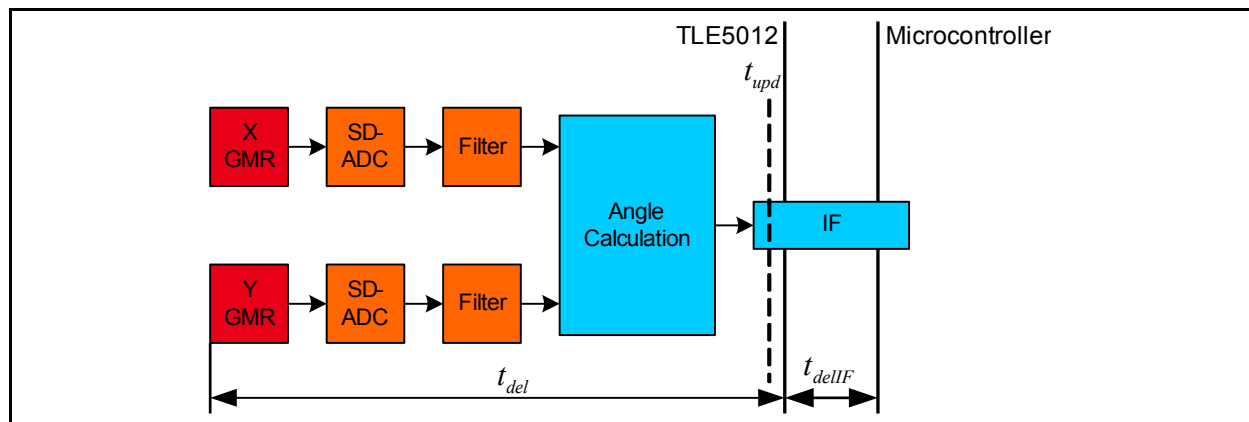 TLE5012
Microcontroller
t_upd
X
GMR
SD-
ADC
Filter
Angle
Calculation
IF
Y
GMR
SD-
ADC
Filter
t_del
t_delIF